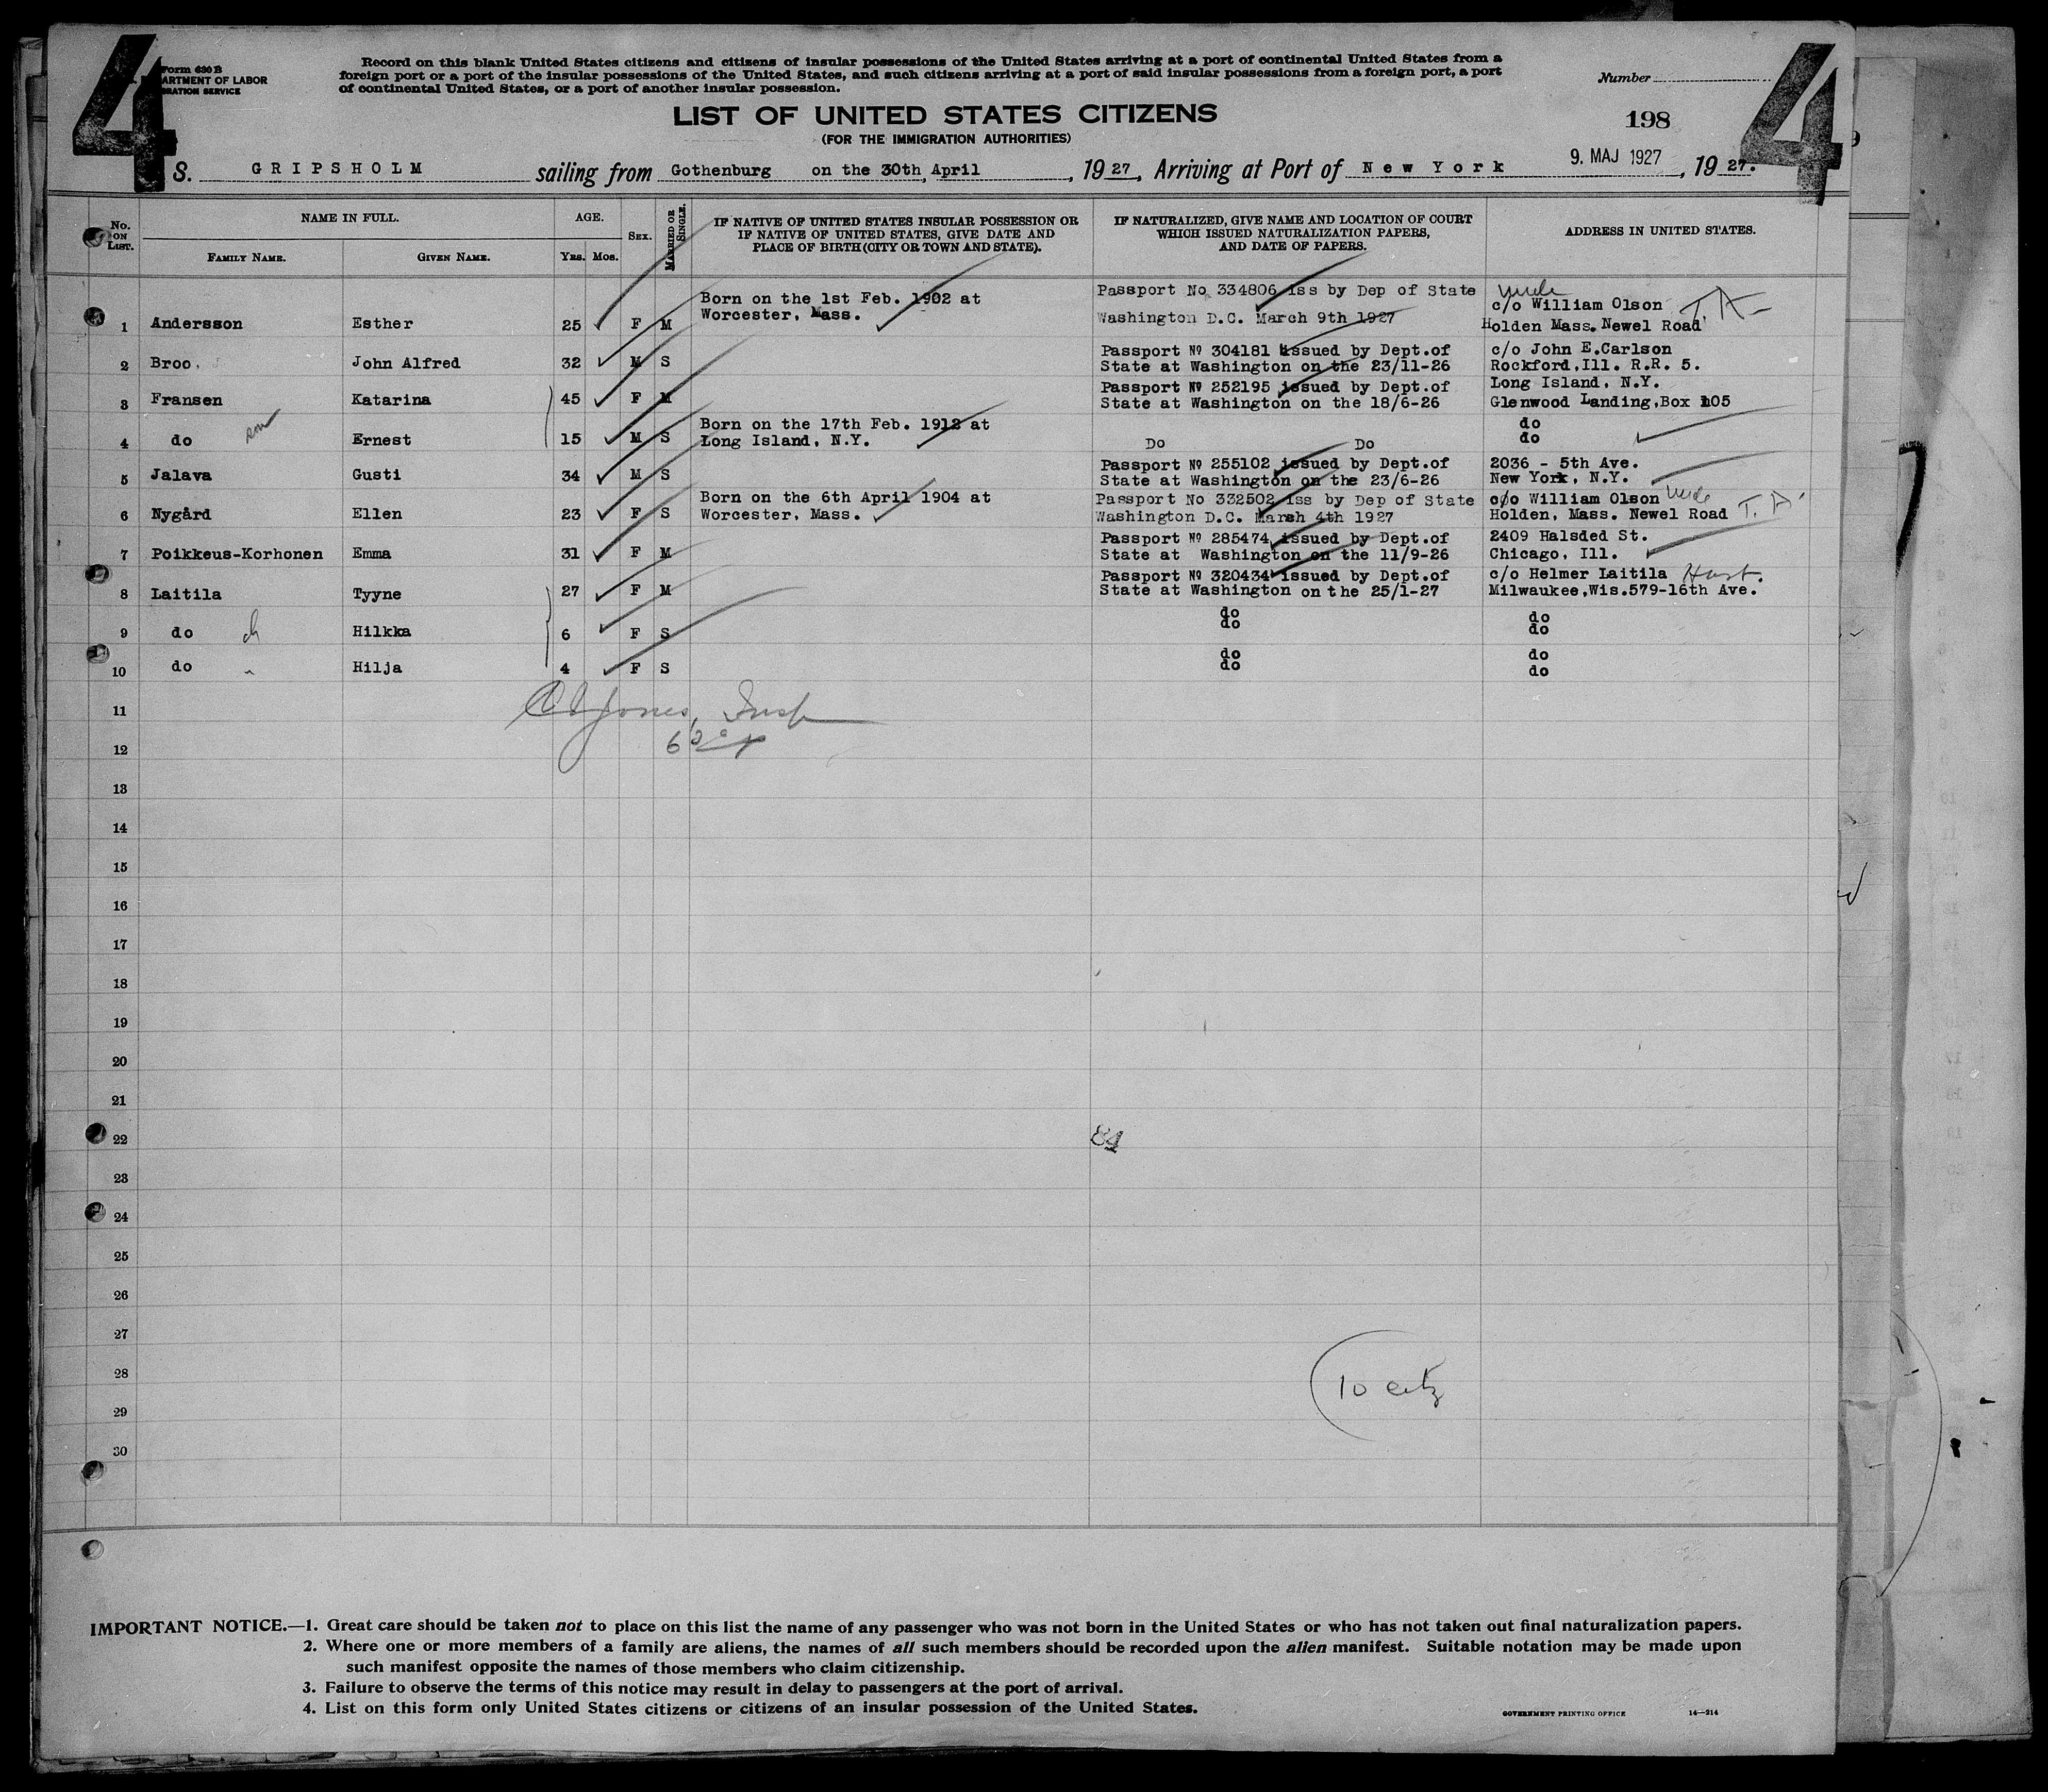 4
4
Form 630 B
ARTMENT OF LABOR
RATION SERVICE
Record on this blank United States citizens and citizens of insular possessions of the United States arriving at a port of continental United States from a
foreign port or a port of the insular possessions of the United States, and such citizens arriving at a port of said insular possessions from a foreign port, a port
of continental United States, or a port of another insular possession.
Number
LIST OF UNITED STATES CITIZENS
(FOR THE IMMIGRATION AUTHORITIES)
198
S. GRIPSHOLM sailing from Gothenburg on the 30th April, 1927, Arriving at Port of New York 9. MAJ 1927, 1927.
No. ON LIST.
NAME IN FULL.
FAMILY NAME. GIVEN NAME.
AGE.
YRS. MOS.
SEX.
MARRIED OR SINGLE.
IF NATIVE OF UNITED STATES INSULAR POSSESSION OR
IF NATIVE OF UNITED STATES, GIVE DATE AND
PLACE OF BIRTH (CITY OR TOWN AND STATE).
IF NATURALIZED, GIVE NAME AND LOCATION OF COURT
WHICH ISSUED NATURALIZATION PAPERS,
AND DATE OF PAPERS.
ADDRESS IN UNITED STATES.
Born on the 1st Feb. 1902 at Passport No 334806 iss by Dep of State uncle c/o William Olson T.A-
1 Andersson Esther 25 F M Worcester, Mass. Washington D.C. March 9th 1927 Holden Mass. Newel Road
Passport No 304181 issued by Dept.of c/o John E.Carlson
2 Broo. John Alfred 32 M S State at Washington on the 23/11-26 Rockford,Ill. R.R. 5.
Passport No 252195 issued by Dept.of Long Island, N.Y.
3 Fransen Katarina 45 F M State at Washington on the 18/6-26 Glenwood Landing,Box 105
Born on the 17th Feb. 1912 at do
4 do Ernest 15 M S Long Island, N.Y. Do Do do
Passport No 255102 issued by Dept.of 2036 - 5th Ave.
5 Jalava Gusti 34 M S State at Washington on the 23/6-26 New York, N.Y.
Born on the 6th April 1904 at Passport No 332502 iss by Dep of State c/o William Olson uncle
6 Nygård Ellen 23 F S Worcester, Mass. Washington D.C. March 4th 1927 Holden, Mass. Newel Road T.A.
Passport No 285474 issued by Dept.of 2409 Halsded St.
7 Poikkeus-Korhonen Emma 31 F M State at Washington on the 11/9-26 Chicago, Ill.
Passport No 320434 issued by Dept.of c/o Helmer Laitila Husb.
8 Laitila Tyyne 27 F M State at Washington on the 25/1-27 Milwaukee,Wis.579-16th Ave.
do do
9 do ch Hilkka 6 F S do do
do do
10 do " Hilja 4 F S do do
11
Jones, Insp
12
13
14
15
16
17
18
19
20
21
22 84
23
24
25
26
27
28 10 citz
29
30
IMPORTANT NOTICE.—1. Great care should be taken not to place on this list the name of any passenger who was not born in the United States or who has not taken out final naturalization papers.
2. Where one or more members of a family are aliens, the names of all such members should be recorded upon the alien manifest. Suitable notation may be made upon
such manifest opposite the names of those members who claim citizenship.
3. Failure to observe the terms of this notice may result in delay to passengers at the port of arrival.
4. List on this form only United States citizens or citizens of an insular possession of the United States.
GOVERNMENT PRINTING OFFICE 14—214